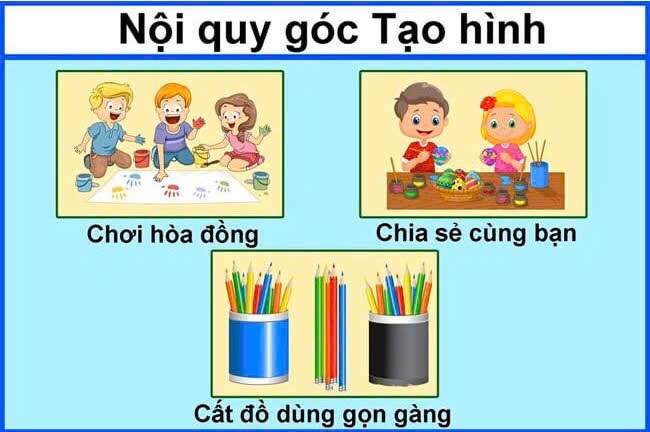 Nội quy góc Tạo hình
Chơi hòa đồng
Chia sẻ cùng bạn
Cất đồ dùng gọn gàng